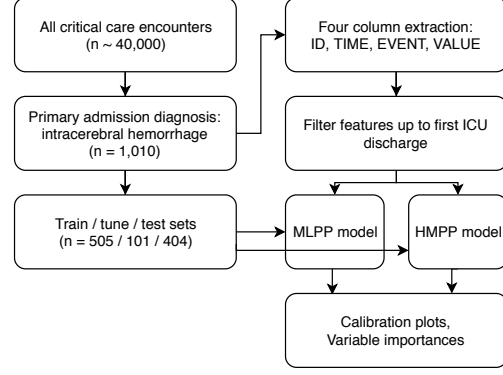 All critical care encounters
(n ~ 40,000)
Primary admission diagnosis:
intracerebral hemorrhage
(n = 1,010)
Train / tune / test sets
(n = 505 / 101 / 404)
Four column extraction:
ID, TIME, EVENT, VALUE
Filter features up to first ICU
discharge
MLPP model
HMPP model
Calibration plots,
Variable importances